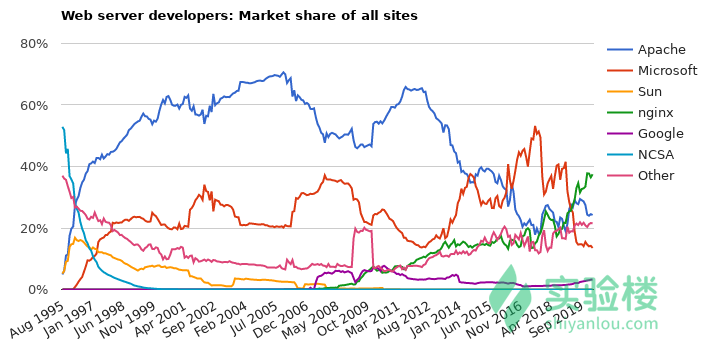 Web server developers: Market share of all sites
80%
60%
40%
20%
0%
Apache
Microsoft
Sun
nginx
Google
NCSA
Other
Aug 1995
Jan 1997
Jun 1998
Nov 1999
Apr 2001
Sep 2002
Feb 2004
Jul 2005
Dec 2006
May 2008
Oct 2009
Mar 2011
Aug 2012
Jan 2014
Jun 2015
Nov 2016
Apr 2018
Sep 2019
实验楼
shiyanlou.com